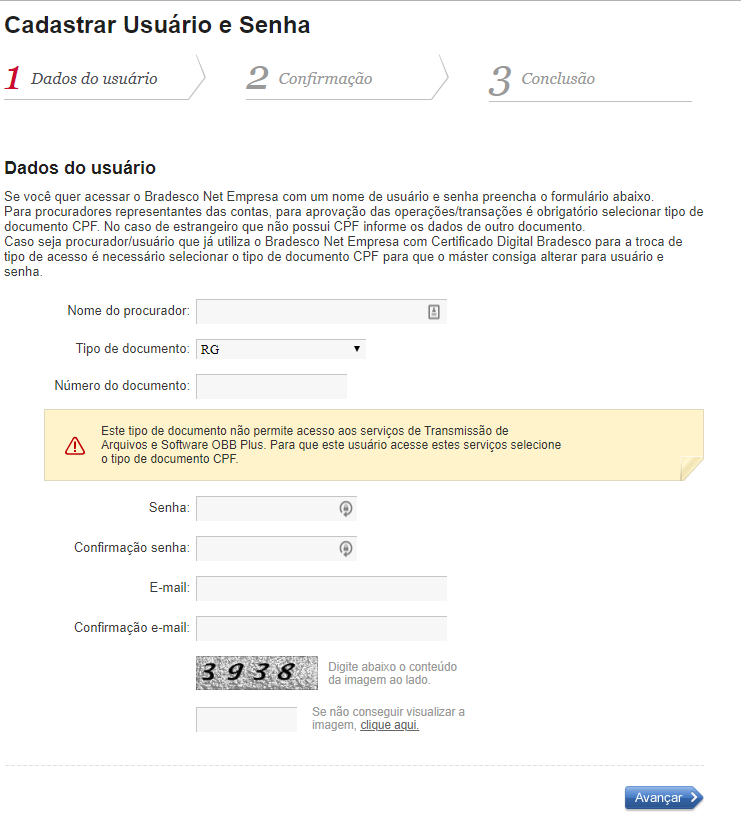 Cadastrar Usuário e Senha
1 Dados do usuário
2 Confirmação
3 Conclusão
Dados do usuário
Se você quer acessar o Bradesco Net Empresa com um nome de usuário e senha preencha o formulário abaixo.
Para procuradores representantes das contas, para aprovação das operações/transações é obrigatório selecionar tipo de
documento CPF. No caso de estrangeiro que não possui CPF informe os dados de outro documento.
Caso seja procurador/usuário que já utiliza o Bradesco Net Empresa com Certificado Digital Bradesco para a troca de
tipo de acesso é necessário selecionar o tipo de documento CPF para que o máster consiga alterar para usuário e
senha.
Nome do procurador:
Tipo de documento: RG
Número do documento:
Este tipo de documento não permite acesso aos serviços de Transmissão de
Arquivos e Software OBB Plus. Para que este usuário acesse estes serviços selecione
o tipo de documento CPF.
Senha:
Confirmação senha:
E-mail:
Confirmação e-mail:
3938
Digite abaixo o conteúdo
da imagem ao lado.
Se não conseguir visualizar a
imagem, clique aqui.
Avançar